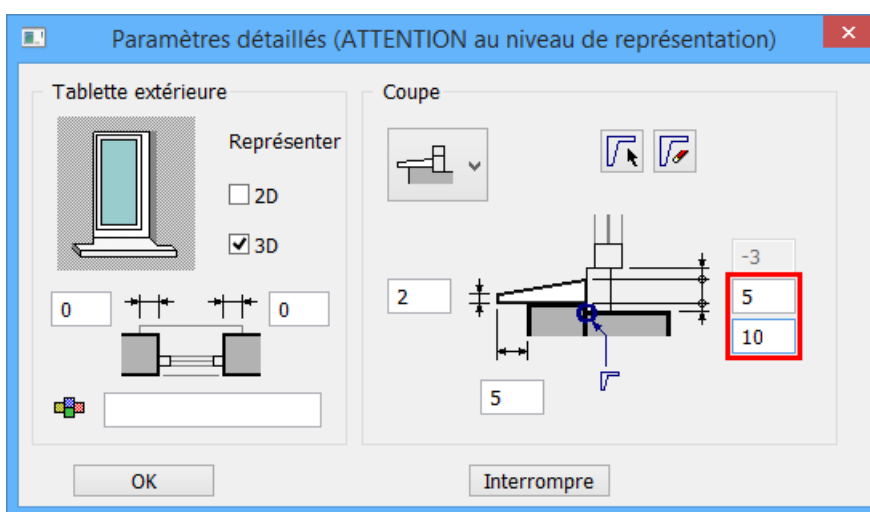 Paramètres détaillés (ATTENTION au niveau de représentation)
Tablette extérieure
Représenter
2D
3D
0
0
OK
Coupe
2
5
-3
5
10
Interrompre